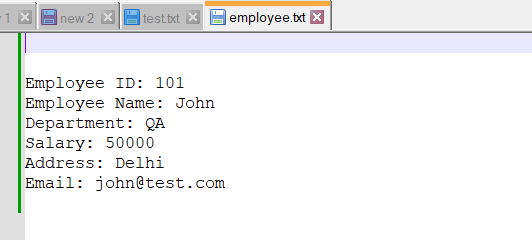 1
new 2
test.txt
employee.txt
Employee ID: 101
Employee Name: John
Department: QA
Salary: 50000
Address: Delhi
Email: john@test.com